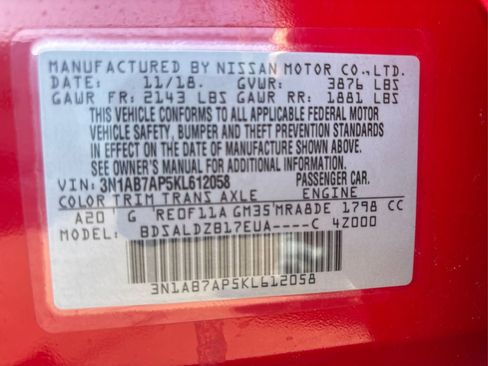 MANUFACTURED BY NISSAN MOTOR CO., LTD.
DATE: 11/18. GVWR: 3876 LBS
GAWR FR: 2143 LBS GAWR RR: 1881 LBS
THIS VEHICLE CONFORMS TO ALL APPLICABLE FEDERAL MOTOR
VEHICLE SAFETY, BUMPER AND THEFT PREVENTION STANDARDS
IN EFFECT ON THE DATE OF MANUFACTURE SHOWN ABOVE.
SEE OWNER'S MANUAL FOR ADDITIONAL INFORMATION.
VIN: 3N1AB7AP5KL612058 PASSENGER CAR.
COLOR TRIM TRANS AXLE ENGINE
A20 G RE0F11A GM35 MRA8DE 1798 CC
MODEL: BDSALDZB17EUA----C 4Z000
3N1AB7AP5KL612058